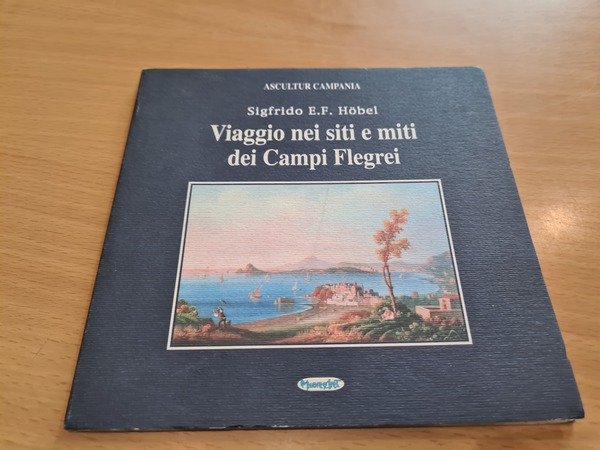 ASCULTUR CAMPANIA
Sigfrido E.F. Höbel
Viaggio nei siti e miti
dei Campi Flegrei